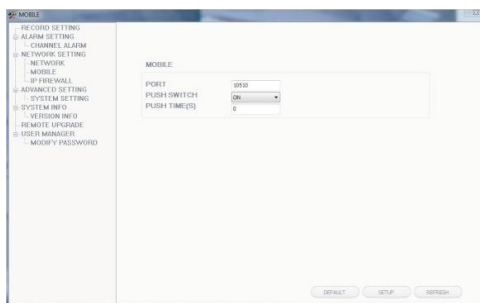 MOBILE
RECORD SETTING
ALARM SETTING
CHANNEL ALARM
NETWORK SETTING
NETWORK
MOBILE
IP FIREWALL
ADVANCED SETTING
SYSTEM SETTING
SYSTEM INFO
VERSION INFO
REMOTE UPGRADE
USER MANAGER
MODIFY PASSWORD
MOBILE
PORT 10510
PUSH SWITCH ON
PUSH TIME(S) 0
DEFAULT SETUP REFRESH